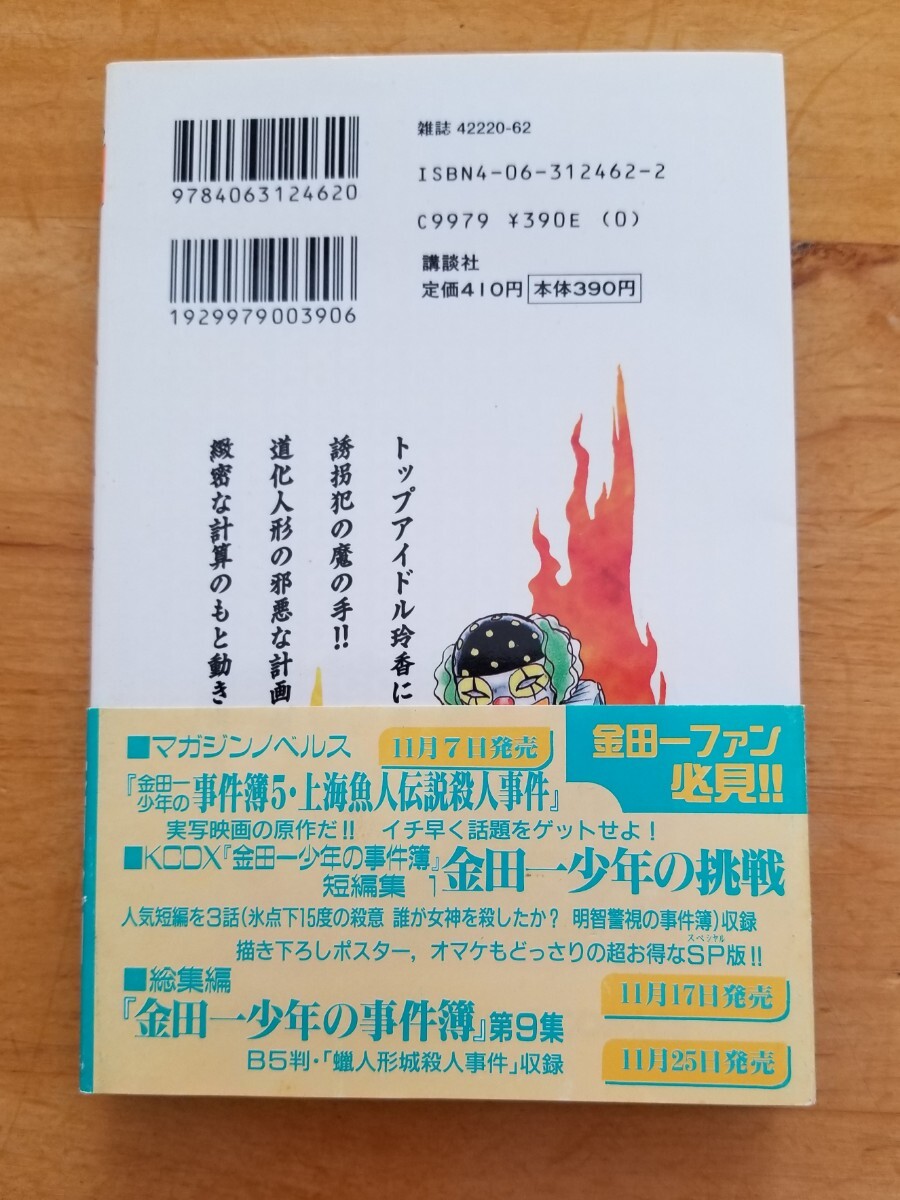 雑誌 42220-62
9784063124620
ISBN4-06-312462-2
C9979 ¥390E (0)
1929979003906
講談社
定価410円 本体390円
トップアイドル玲香に
誘拐犯の魔の手!!
道化人形の邪悪な計画
緻密な計算のもと動き
金田一ファン
必見!!
■マガジンノベルス 11月7日発売
『金田一少年の事件簿5・上海魚人伝説殺人事件』
実写映画の原作だ!! イチ早く話題をゲットせよ!
■KCDX『金田一少年の事件簿』
短編集 1 金田一少年の挑戦
人気短編を3話(氷点下15度の殺意 誰が女神を殺したか? 明智警視の事件簿)収録
スペシャル
描き下ろしポスター,オマケもどっさりの超お得なSP版!!
11月17日発売
■総集編
『金田一少年の事件簿』第9集
B5判・「蠟人形城殺人事件」収録
11月25日発売